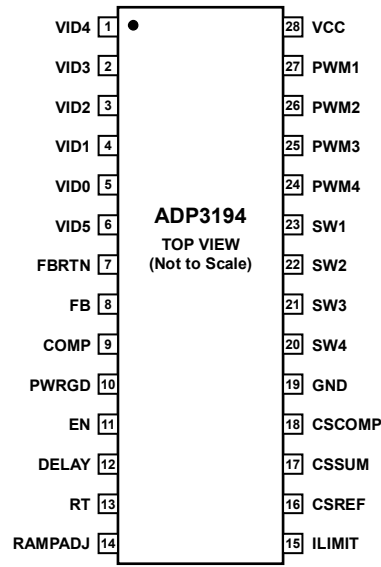 VID4 1
VID3 2
VID2 3
VID1 4
VID0 5
VID5 6
FBRTN 7
FB 8
COMP 9
PWRGD 10
EN 11
DELAY 12
RT 13
RAMPADJ 14
ADP3194
TOP VIEW
(Not to Scale)
28 VCC
27 PWM1
26 PWM2
25 PWM3
24 PWM4
23 SW1
22 SW2
21 SW3
20 SW4
19 GND
18 CSCOMP
17 CSSUM
16 CSREF
15 ILIMIT